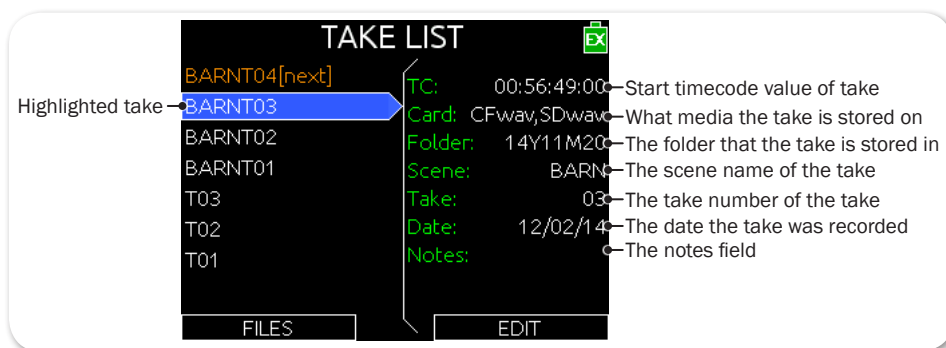 TAKE LIST
EX
BARNT04[next]
BARNT03
BARNT02
BARNT01
T03
T02
T01
TC: 00:56:49:00
Card: CFwav,SDwav
Folder: 14Y11M20
Scene: BARN
Take: 03
Date: 12/02/14
Notes:
FILES
EDIT
Highlighted take
Start timecode value of take
What media the take is stored on
The folder that the take is stored in
The scene name of the take
The take number of the take
The date the take was recorded
The notes field